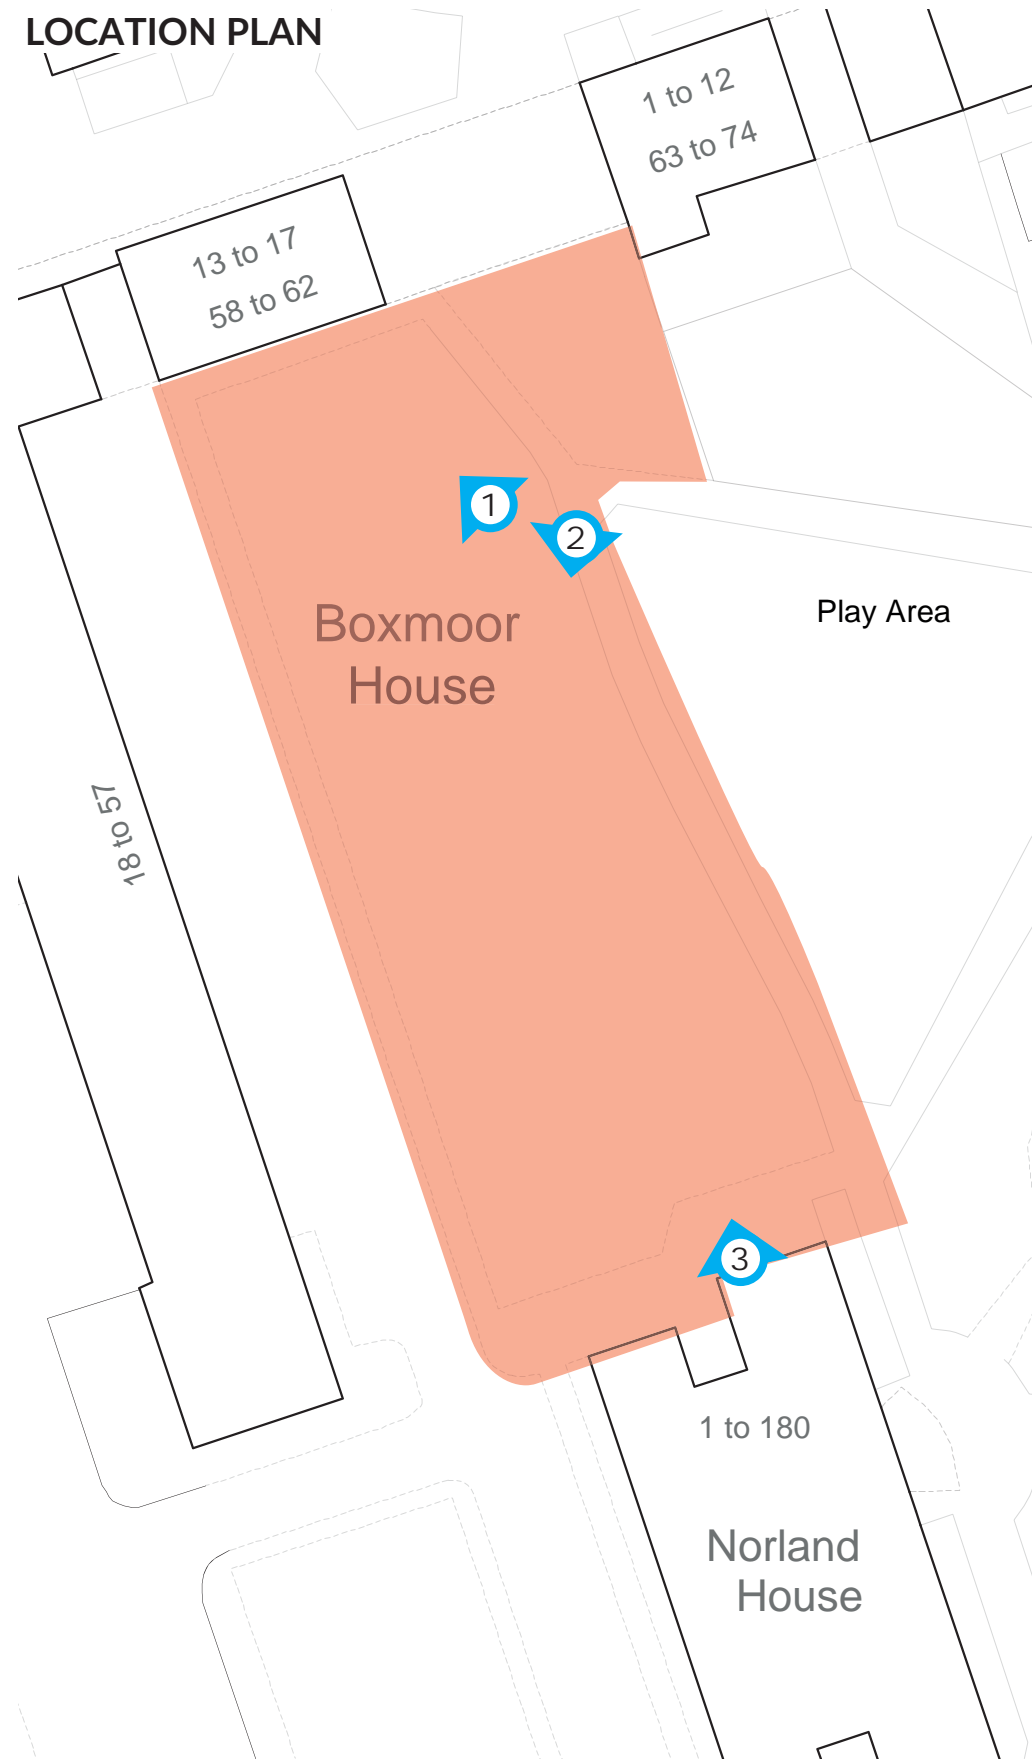 LOCATION PLAN
1 to 12
63 to 74
13 to 17
58 to 62
1
2
Boxmoor
House
Play Area
18 to 57
3
1 to 180
Norland
House